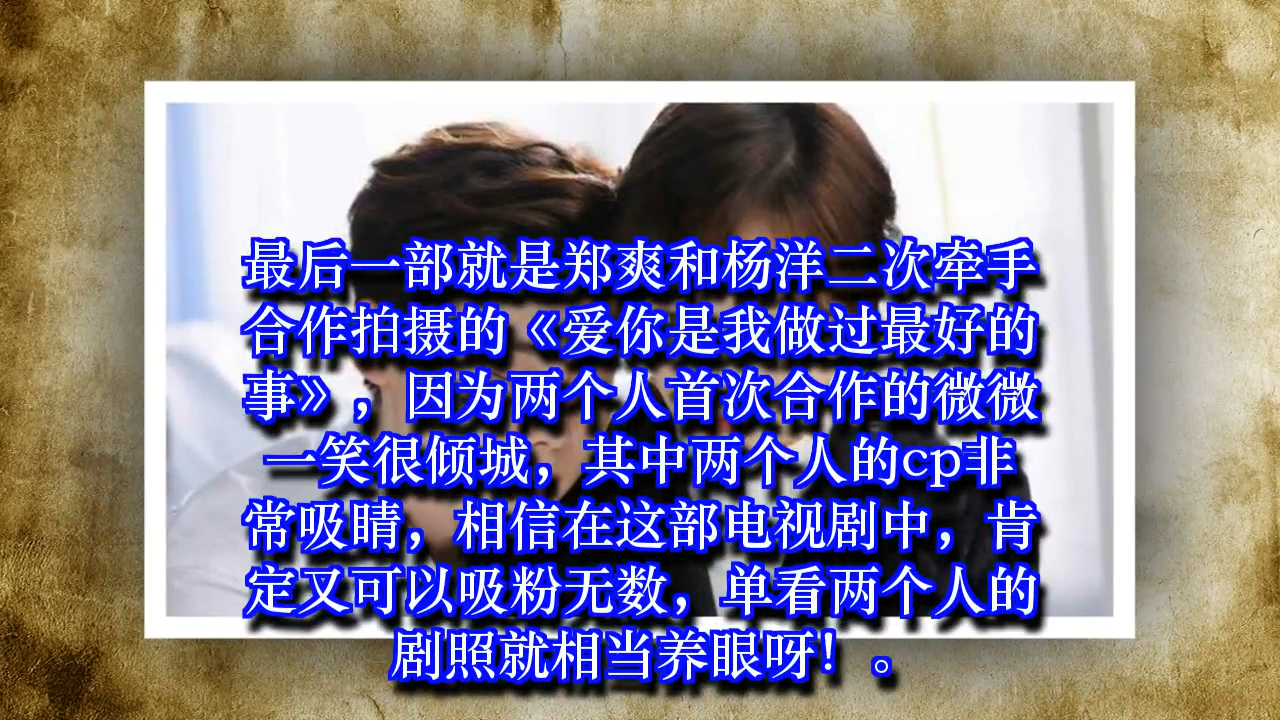 最后一部就是郑爽和杨洋二次牵手
合作拍摄的《爱你是我做过最好的
事》，因为两个人首次合作的微微
一笑很倾城，其中两个人的cp非
常吸睛，相信在这部电视剧中，肯
定又可以吸粉无数，单看两个人的
剧照就相当养眼呀！。